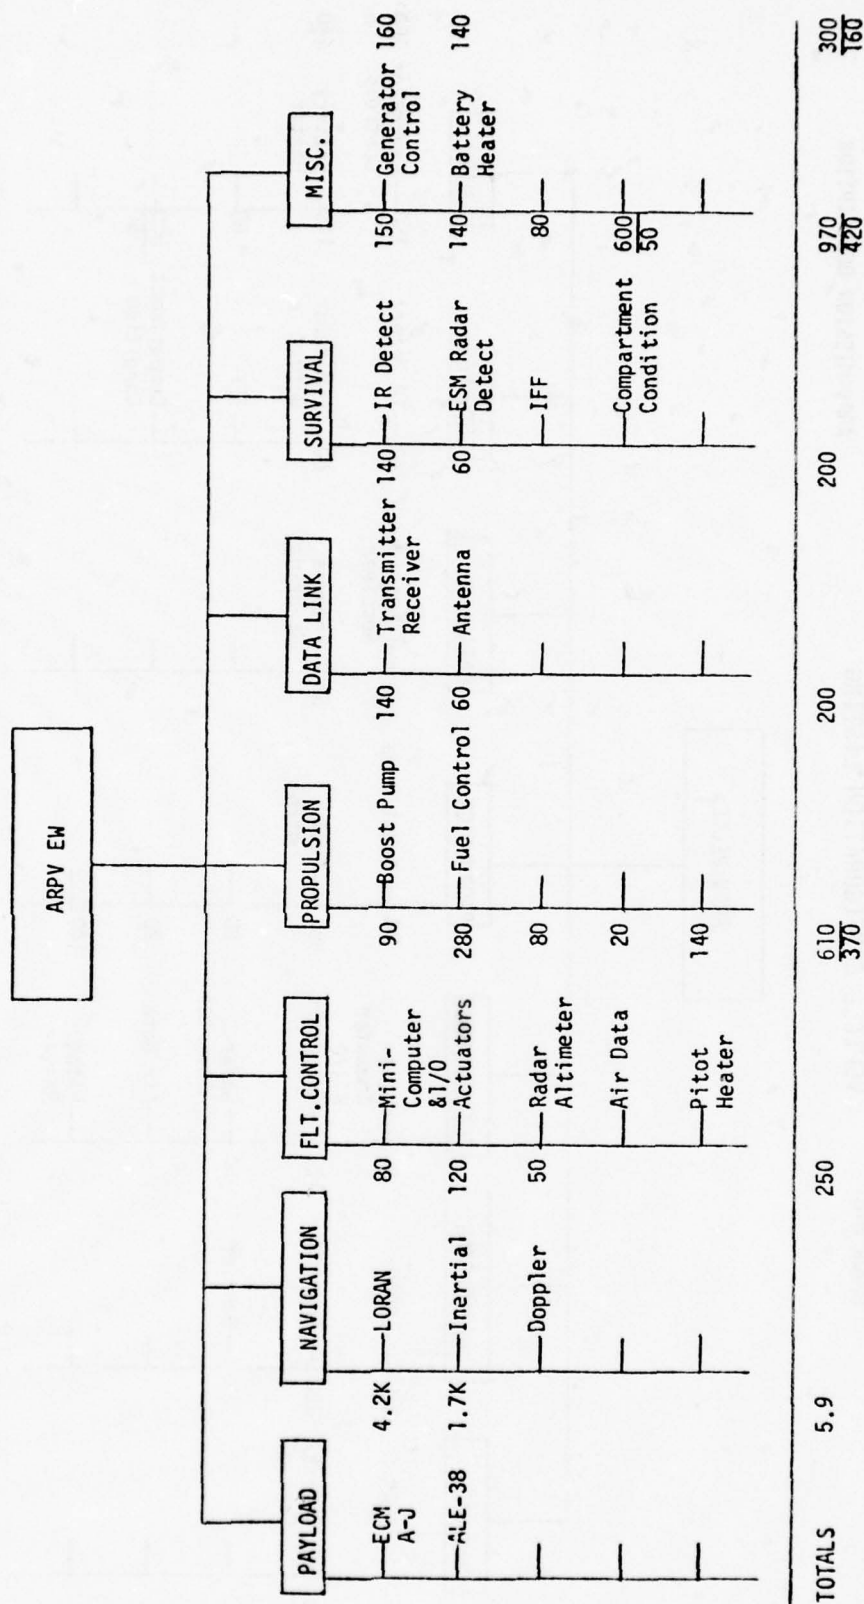 ARPV EW
PAYLOAD
ECM 4.2K
A-J
ALE-38 1.7K
NAVIGATION
LORAN 80
Inertial 120
Doppler 50
FLT.CONTROL
Mini- 90
Computer
&I/O
Actuators 280
Radar 80
Altimeter
Air Data 20
Pitot 140
Heater
PROPULSION
Boost Pump 140
Fuel Control 60
DATA LINK
Transmitter 140
Receiver
Antenna 60
SURVIVAL
IR Detect 150
ESM Radar 140
Detect
IFF 80
Compartment 600
Condition 50
MISC.
Generator 160
Control
Battery 140
Heater
TOTALS 5.9 250 610 200 200 970 300
370 420 160